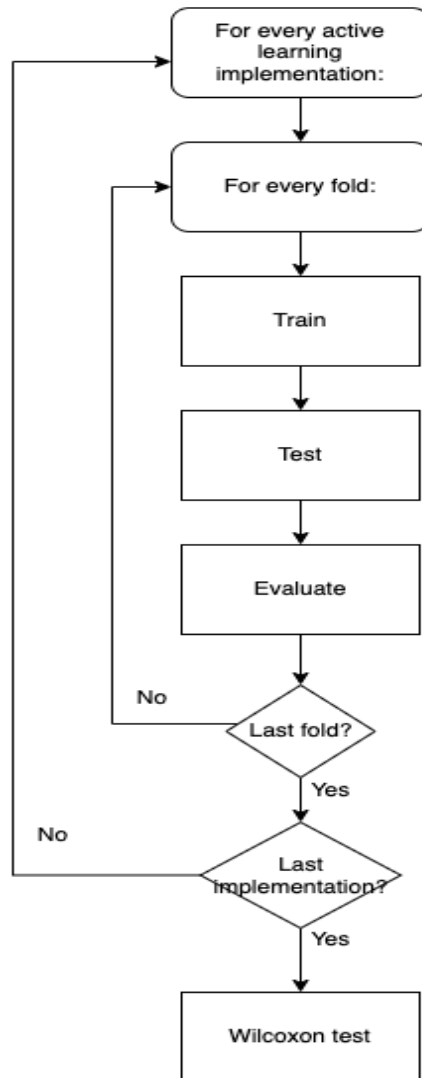 For every active
learning
implementation:
For every fold:
Train
Test
Evaluate
No
Last fold?
Yes
No
Last
implementation?
Yes
Wilcoxon test